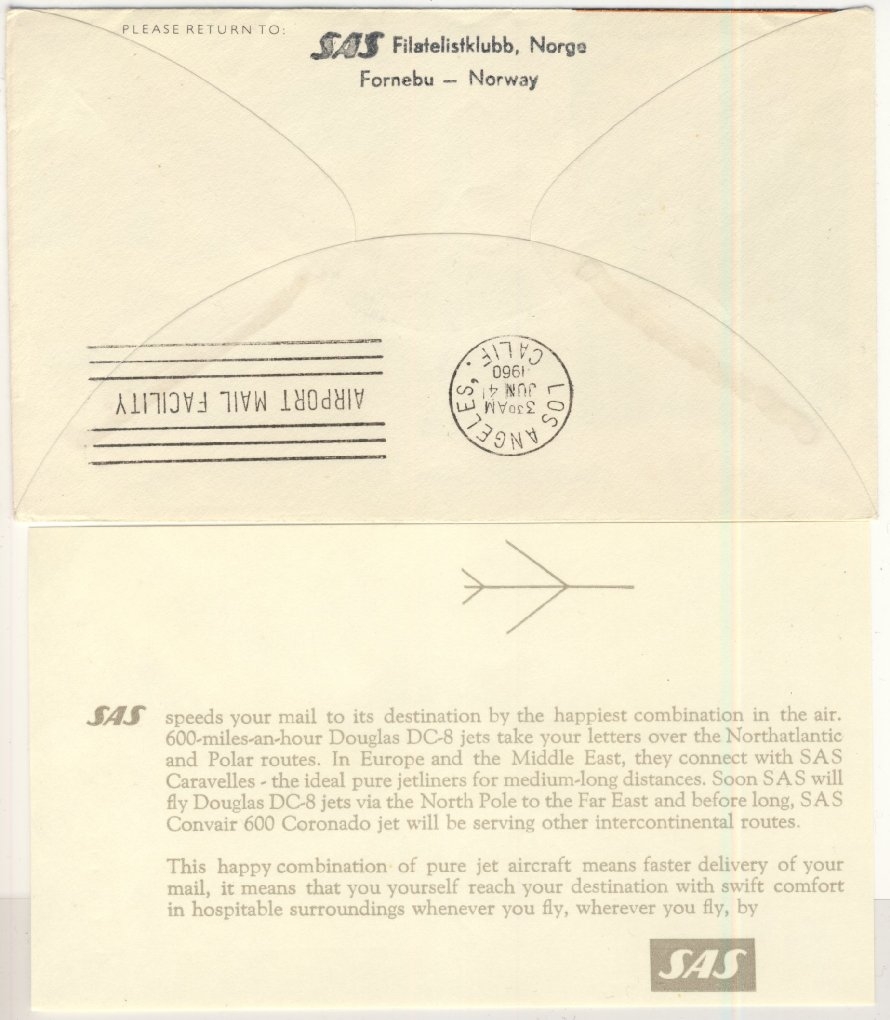 PLEASE RETURN TO:
SAS Filatelistklubb, Norge
Fornebu — Norway
AIRPORT MAIL FACILITY
LOS ANGELES, CALIF.
330AM
JUN 41
1960
SAS speeds your mail to its destination by the happiest combination in the air.
600-miles-an-hour Douglas DC-8 jets take your letters over the Northatlantic
and Polar routes. In Europe and the Middle East, they connect with SAS
Caravelles - the ideal pure jetliners for medium-long distances. Soon SAS will
fly Douglas DC-8 jets via the North Pole to the Far East and before long, SAS
Convair 600 Coronado jet will be serving other intercontinental routes.
This happy combination of pure jet aircraft means faster delivery of your
mail, it means that you yourself reach your destination with swift comfort
in hospitable surroundings whenever you fly, wherever you fly, by
SAS